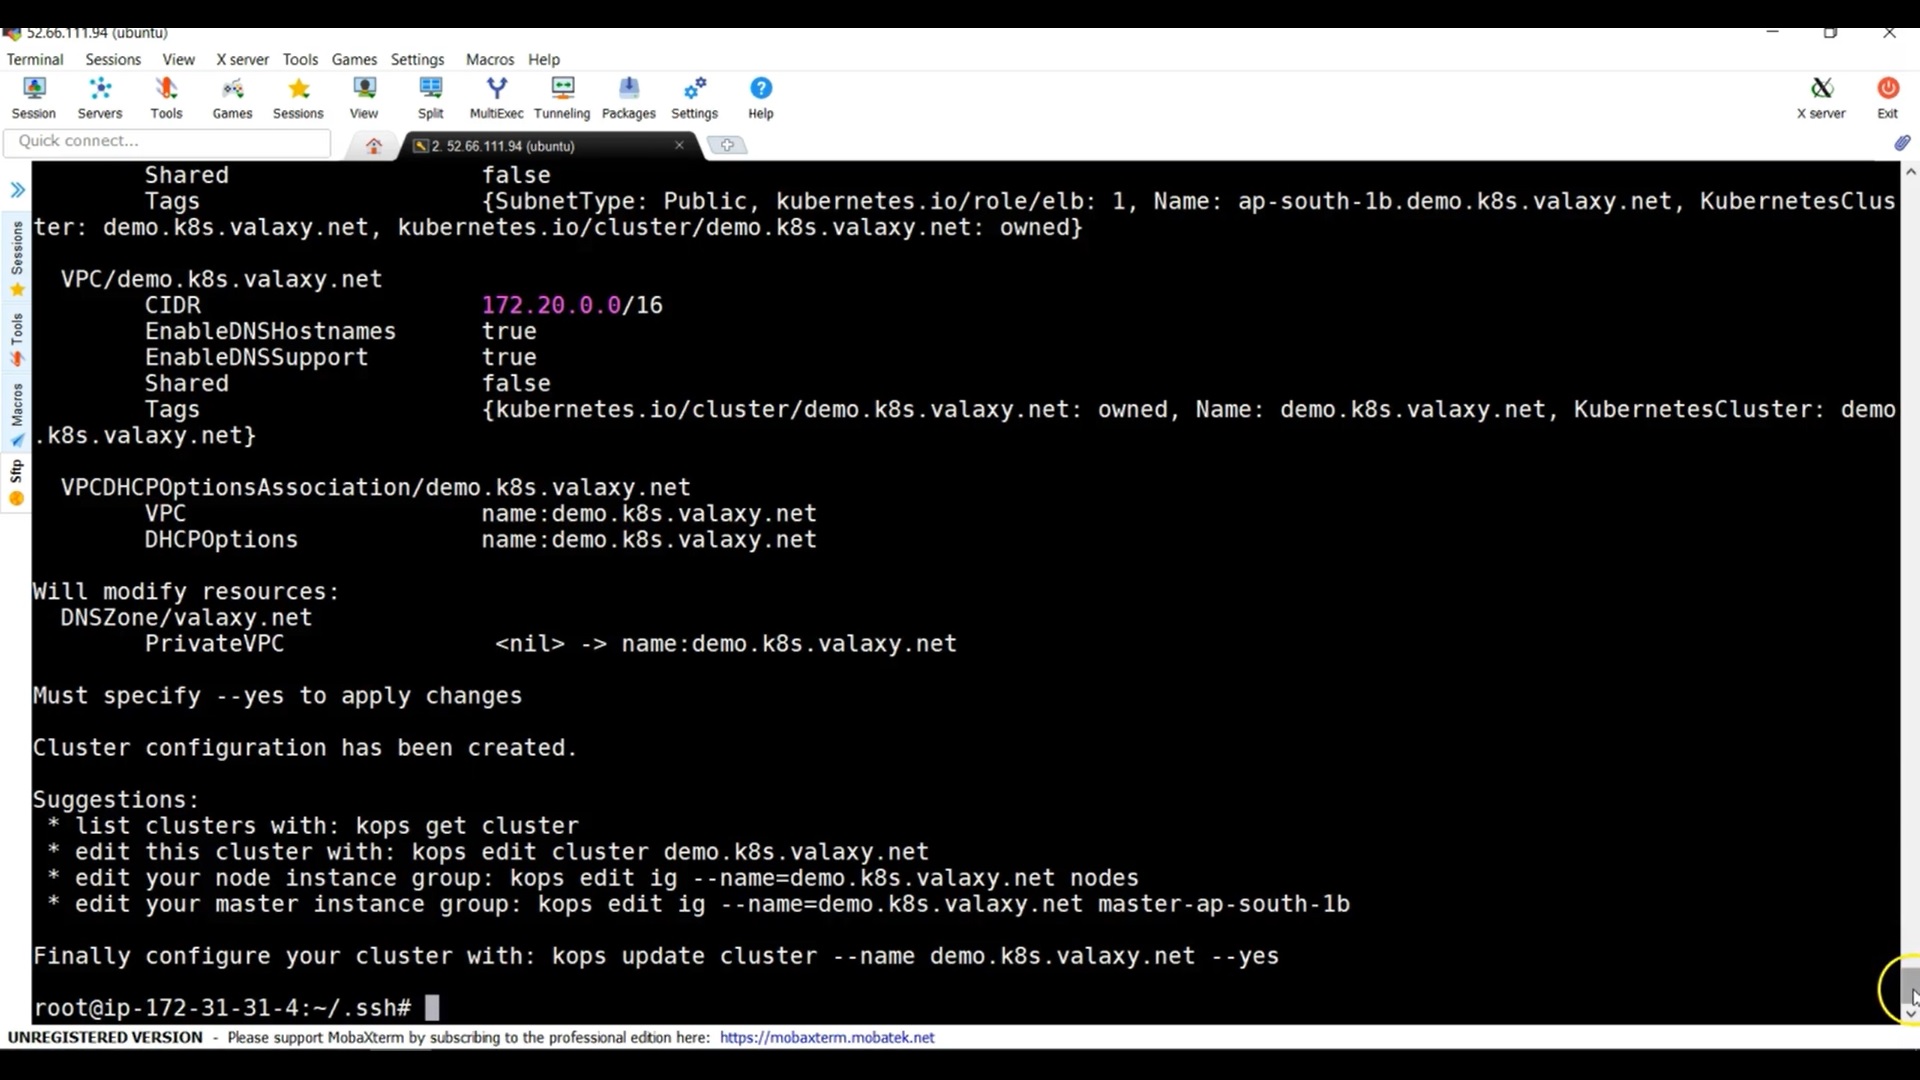 52.66.111.94 (ubuntu)
Terminal Sessions View X server Tools Games Settings Macros Help
Session Servers Tools Games Sessions View Split MultiExec Tunneling Packages Settings Help X server Exit
Quick connect...
2. 52.66.111.94 (ubuntu)
Sessions
Tools
Macros
Sftp
Shared false
Tags {SubnetType: Public, kubernetes.io/role/elb: 1, Name: ap-south-1b.demo.k8s.valaxy.net, KubernetesClus
ter: demo.k8s.valaxy.net, kubernetes.io/cluster/demo.k8s.valaxy.net: owned}
VPC/demo.k8s.valaxy.net
CIDR 172.20.0.0/16
EnableDNSHostnames true
EnableDNSSupport true
Shared false
Tags {kubernetes.io/cluster/demo.k8s.valaxy.net: owned, Name: demo.k8s.valaxy.net, KubernetesCluster: demo
.k8s.valaxy.net}
VPCDHCPOptionsAssociation/demo.k8s.valaxy.net
VPC name:demo.k8s.valaxy.net
DHCPOptions name:demo.k8s.valaxy.net
Will modify resources:
DNSZone/valaxy.net
PrivateVPC <nil> -> name:demo.k8s.valaxy.net
Must specify --yes to apply changes
Cluster configuration has been created.
Suggestions:
* list clusters with: kops get cluster
* edit this cluster with: kops edit cluster demo.k8s.valaxy.net
* edit your node instance group: kops edit ig --name=demo.k8s.valaxy.net nodes
* edit your master instance group: kops edit ig --name=demo.k8s.valaxy.net master-ap-south-1b
Finally configure your cluster with: kops update cluster --name demo.k8s.valaxy.net --yes
root@ip-172-31-31-4:~/.ssh#
UNREGISTERED VERSION - Please support MobaXterm by subscribing to the professional edition here: https://mobaxterm.mobatek.net